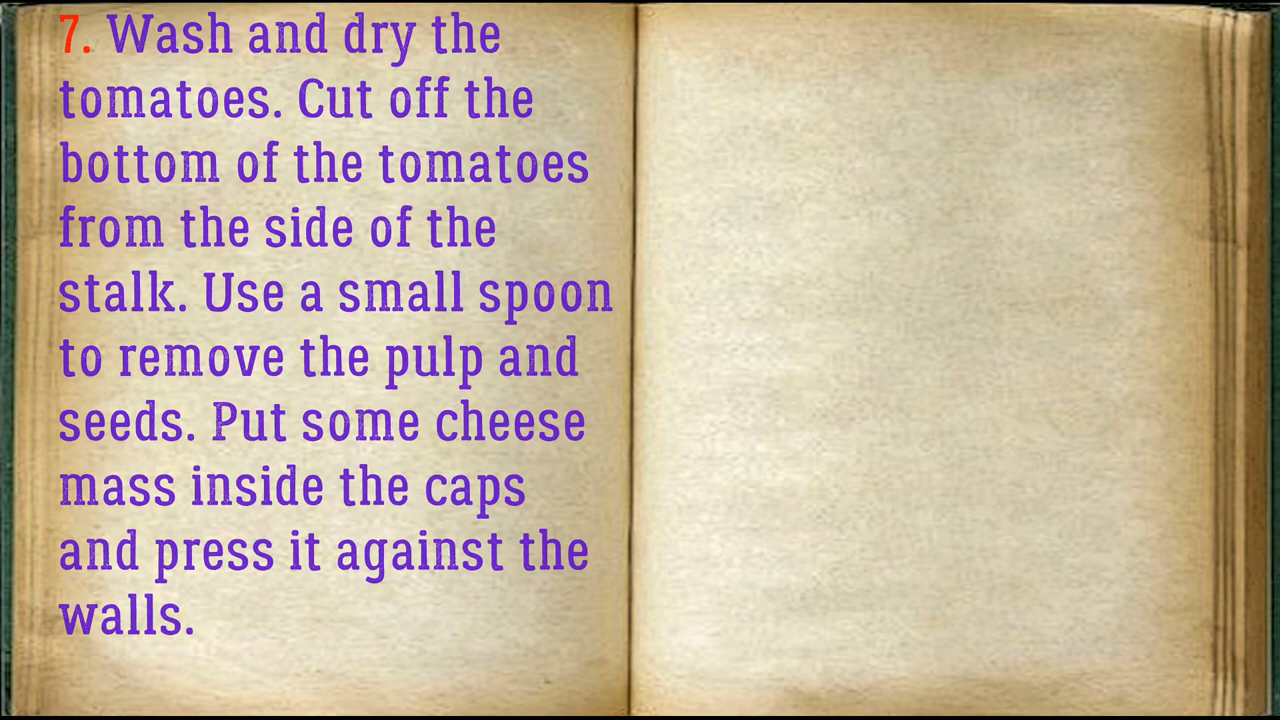 7. Wash and dry the
tomatoes. Cut off the
bottom of the tomatoes
from the side of the
stalk. Use a small spoon
to remove the pulp and
seeds. Put some cheese
mass inside the caps
and press it against the
walls.